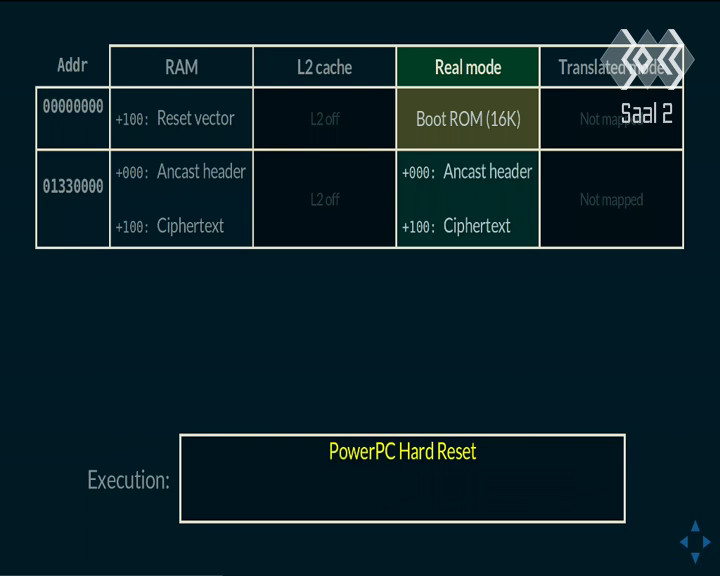 Addr RAM L2 cache Real mode Translated mode
00000000 +100: Reset vector L2 off Boot ROM (16K) Not mapped
Saal 2
01330000 +000: Ancast header L2 off +000: Ancast header Not mapped
+100: Ciphertext +100: Ciphertext
PowerPC Hard Reset
Execution: